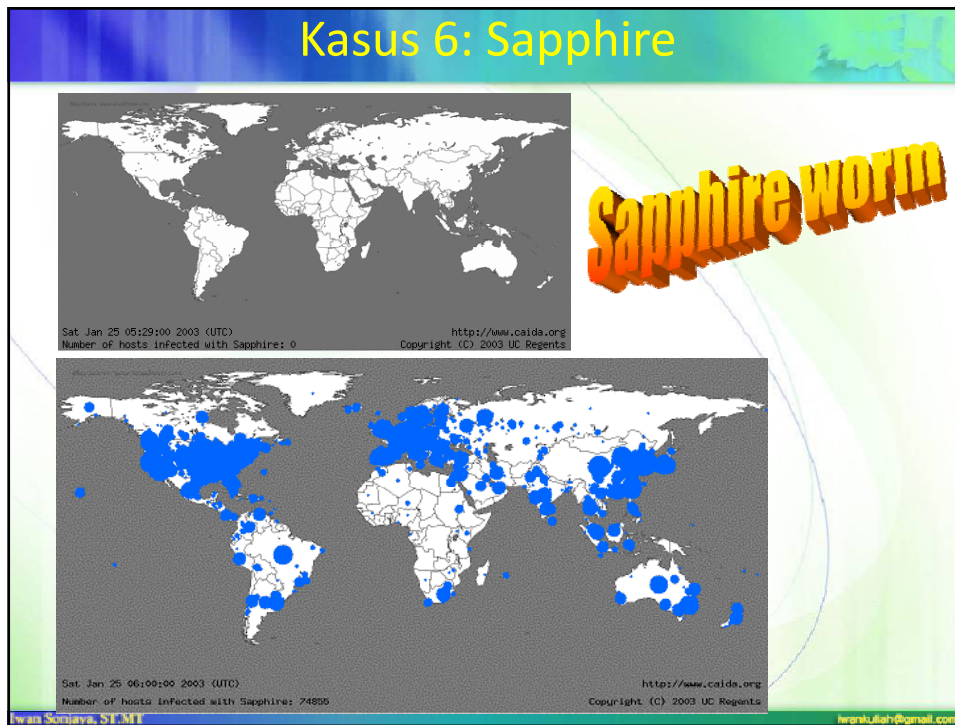 Kasus 6: Sapphire
Sapphire worm
Sat Jan 25 05:29:00 2003 (UTC)
http://www.caida.org
Number of hosts infected with Sapphire: 0
Copyright (C) 2003 UC Regents
Sat Jan 25 06:00:00 2003 (UTC)
http://www.caida.org
Number of hosts infected with Sapphire: 74855
Copyright (C) 2003 UC Regents
Iwan Sonjaya, ST.MT
iwankuliah@gmail.com